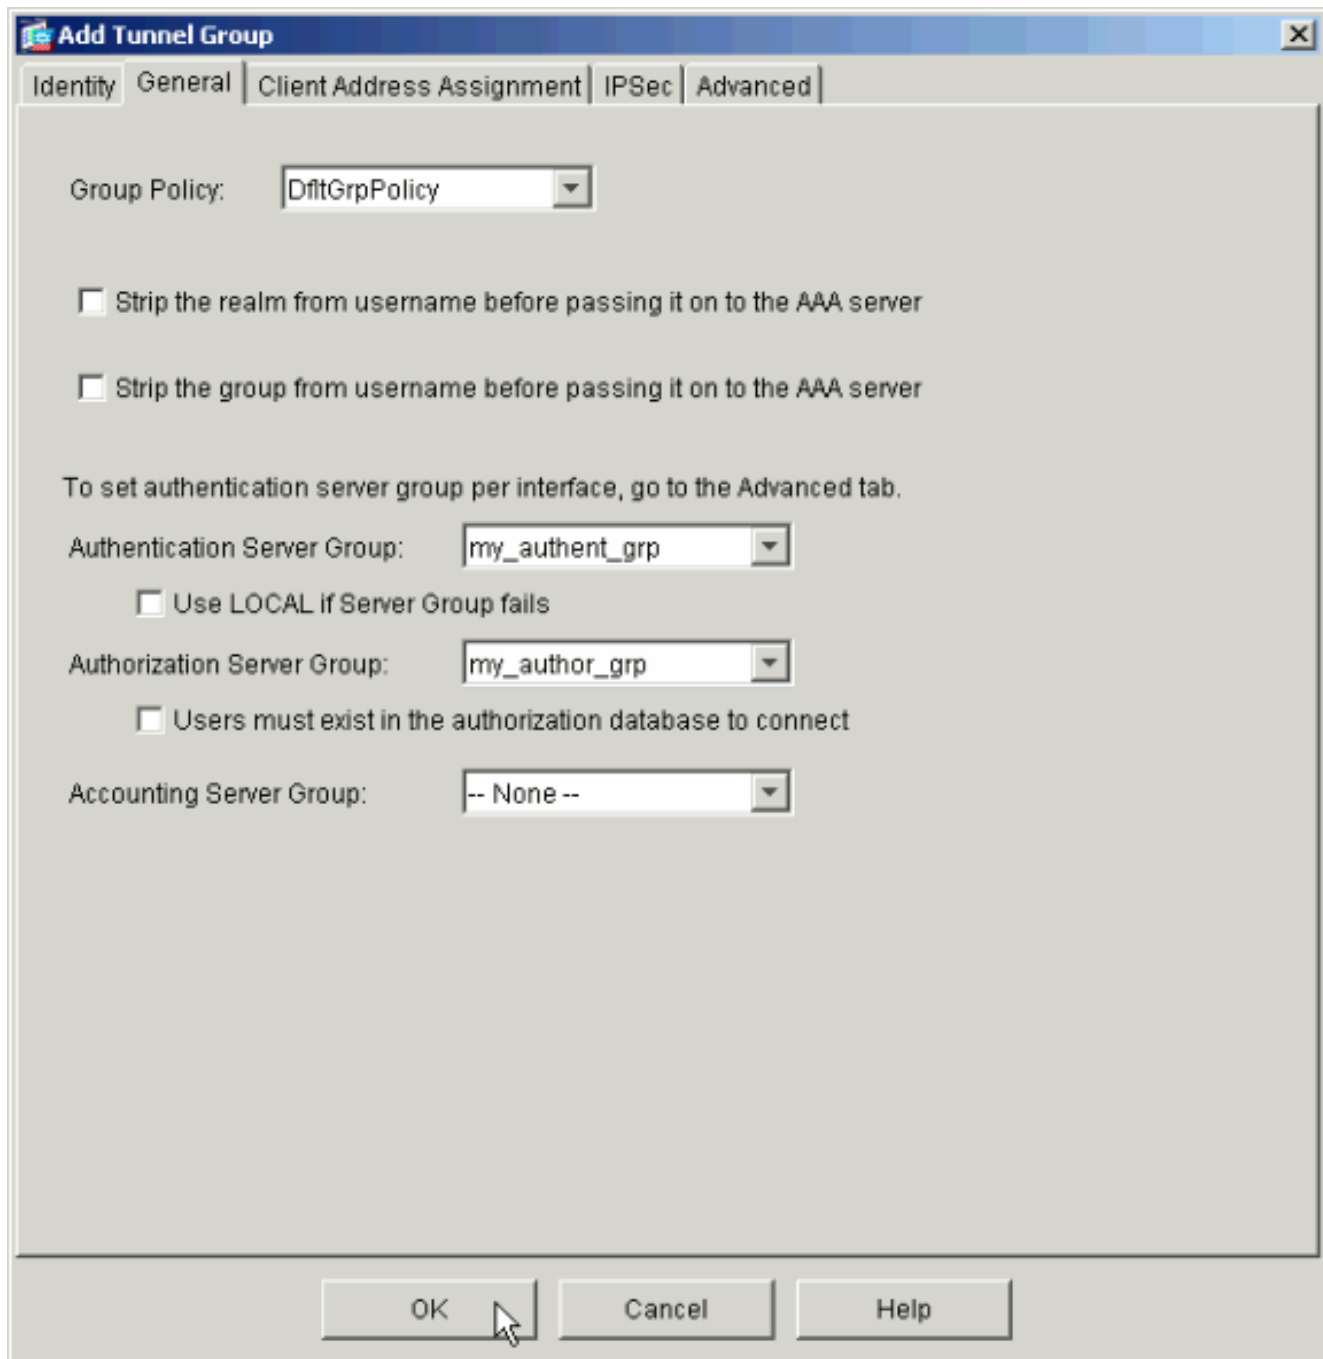 Add Tunnel Group
Identity General Client Address Assignment IPSec Advanced
Group Policy: DfltGrpPolicy
Strip the realm from username before passing it on to the AAA server
Strip the group from username before passing it on to the AAA server
To set authentication server group per interface, go to the Advanced tab.
Authentication Server Group: my_authent_grp
Use LOCAL if Server Group fails
Authorization Server Group: my_author_grp
Users must exist in the authorization database to connect
Accounting Server Group: -- None --
OK Cancel Help